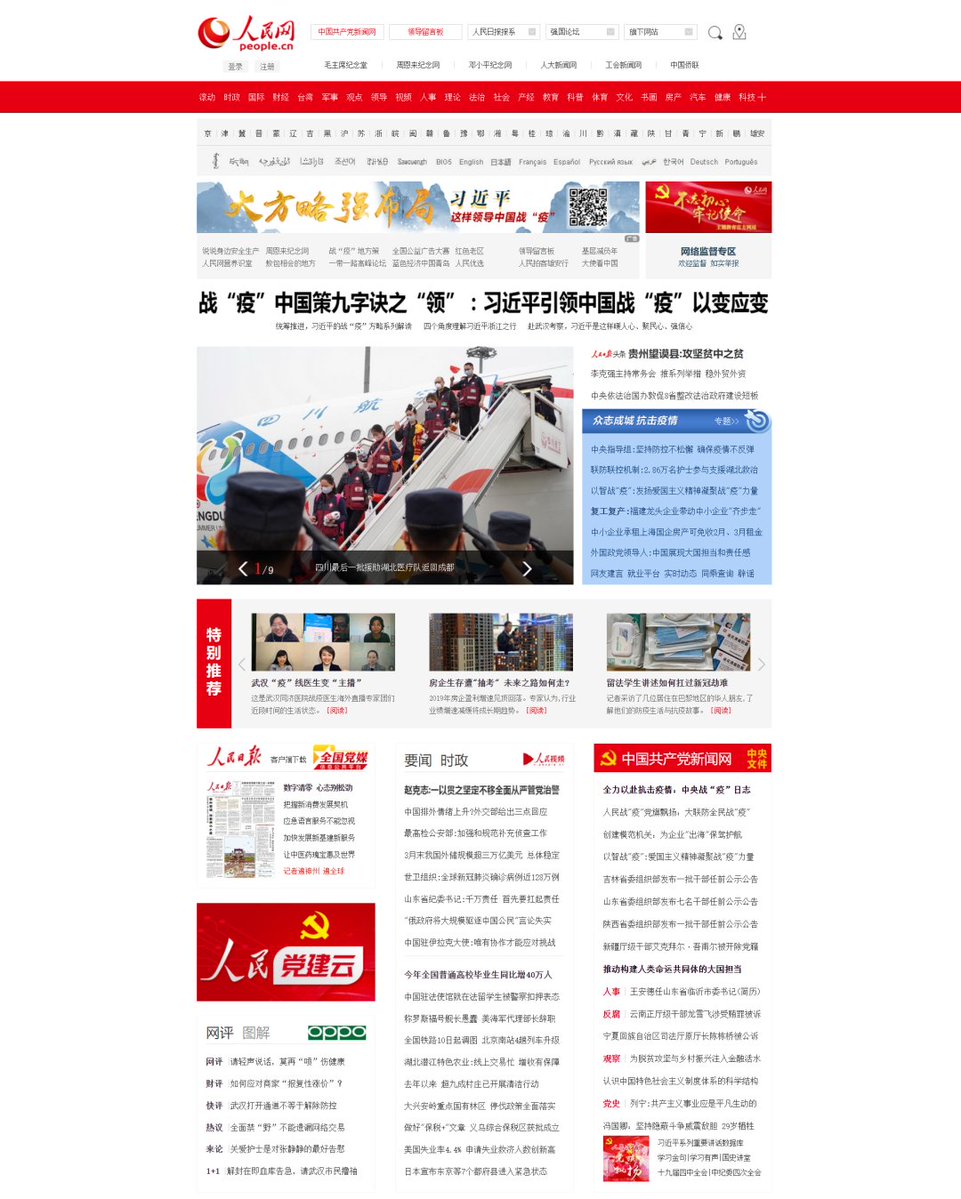 人民网
people.cn
中国共产党新闻网 领导留言板 人民日报报系 强国论坛 旗下网站
登录 注册 毛主席纪念堂 周恩来纪念网 邓小平纪念网 人大新闻网 工会新闻网 中国侨联
滚动 时政 国际 财经 台湾 军事 观点 领导 视频 人事 理论 法治 社会 产经 教育 科普 体育 文化 书画 房产 汽车 健康 科技 +
京 津 冀 晋 蒙 辽 吉 黑 沪 苏 浙 皖 闽 赣 鲁 豫 鄂 湘 粤 桂 琼 渝 川 黔 滇 藏 陕 甘 青 宁 新 鹏 雄安
조선어 Sawcuengh English 日本語 Français Español Русский язык عربي 한국어 Deutsch Português
大方略 强布局 习近平
这样领导中国战“疫”
不忘初心
牢记使命
广告
说说身边安全生产 周恩来纪念网 战“疫”地方策 全国公益广告大赛 红色老区 领导留言板 基层减负年
人民网营养识堂 敦包相会的地方 一带一路高峰论坛 蓝色经济中国青岛 人民优选 人民拍客雄安行 大使看中国
网络监督专区
欢迎监督 如实举报
战“疫”中国策九字诀之“领”：习近平引领中国战“疫”以变应变
统筹推进，习近平的战“疫”方略系列解读 四个角度理解习近平浙江之行 赴武汉考察，习近平是这样暖人心、聚民心、强信心
四川航
1/9 四川最后一批援助湖北医疗队返回成都
人民日报头条 贵州望谟县:攻坚贫中之贫
李克强主持常务会 推系列举措 稳外贸外资
中央依法治国办敦促8省整改法治政府建设短板
众志成城 抗击疫情 专题>>
中央指导组:坚持防控不松懈 确保疫情不反弹
联防联控机制:2.86万名护士参与支援湖北救治
以智战"疫":发扬爱国主义精神凝聚战"疫"力量
复工复产:福建龙头企业带动中小企业"齐步走"
中小企业承租上海国企房产可免收2月、3月租金
外国政党领导人:中国展现大国担当和责任感
网友建言 就业平台 实时动态 同乘查询 辟谣
特别推荐
武汉“疫”线医生变“主播”
这是武汉同济医院战疫医生海外直播专家团们
近段时间的生活状态。 [阅读]
房企生存遭"抽考" 未来之路如何走?
2019年房企盈利增速见顶回落。专家认为,行业
业绩增速减缓将成长期趋势。 [阅读]
留法学生讲述如何扛过新冠劫难
记者采访了几位居住在巴黎地区的华人朋友,了
解他们的防疫生活与抗疫故事。 [阅读]
人民日报 客户端下载 全国党媒
数字清零 心态别松劲
把握新消费发展契机
应急语言服务不能忽视
加快发展新基建新服务
让中医药瑰宝惠及世界
记者遍神州 遍全球
人民党建云
网评 图解 oppo
网评 请轻声说话，莫再“喷”伤健康
财评 如何应对商家“报复性涨价”？
快评 武汉打开通道不等于解除防控
热议 全面禁“野”不能遗漏网络交易
来论 关爱护士是对张静静的最好告慰
1+1 解封在即血库告急，请武汉市民撸袖
要闻 时政 人民视频
赵克志:一以贯之坚定不移全面从严管党治警
中国排外情绪上升?外交部给出三点回应
最高检公安部:加强和规范补充侦查工作
3月末我国外储规模超三万亿美元 总体稳定
世卫组织:全球新冠肺炎确诊病例近128万例
山东省纪委书记:千万责任 首先要扛起责任
"俄政府将大规模驱逐中国公民"言论失实
中国驻伊拉克大使:唯有协作才能应对挑战
今年全国普通高校毕业生同比增40万人
中国驻法使馆就在法留学生被警察扣押表态
称罗斯福号舰长愚蠢 美海军代理部长辞职
全国铁路10日起调图 北京南站4趟列车升级
湖北潜江特色农业:线上交易忙 增收有保障
去年以来 超九成村庄已开展清洁行动
大兴安岭重点国有林区 停伐政策全面落实
做好"保税+"文章 义乌综合保税区获批成立
美国失业率4.4% 申请失业救济人数创新高
日本宣布东京等7个都府县进入紧急状态
中国共产党新闻网 中央文件
全力以赴抗击疫情，中央战“疫”日志
人民战"疫"党旗飘扬，大联防全民战"疫"
创建模范机关，为企业"出海"保驾护航
以智战"疫":爱国主义精神凝聚战"疫"力量
吉林省委组织部发布一批干部任前公示公告
山东省委组织部发布七名干部任前公示公告
陕西省委组织部发布一批干部任前公示公告
新疆厅级干部艾克拜尔·吾甫尔被开除党籍
推动构建人类命运共同体的大国担当
人事 | 王安德任山东省临沂市委书记(简历)
反腐 | 云南正厅级干部龙雪飞涉受贿罪被诉
宁夏回族自治区司法厅原厅长陈栋桥被公诉
观察 | 为脱贫攻坚与乡村振兴注入金融活水
认识中国特色社会主义制度体系的科学结构
党史 | 列宁:共产主义事业应是平凡生动的
冯国卿，坚持隐蔽斗争威震敌胆 29岁牺牲
习近平系列重要讲话数据库
学习金句|学习有声|国史讲堂
十九届四中全会|中纪委四次全会